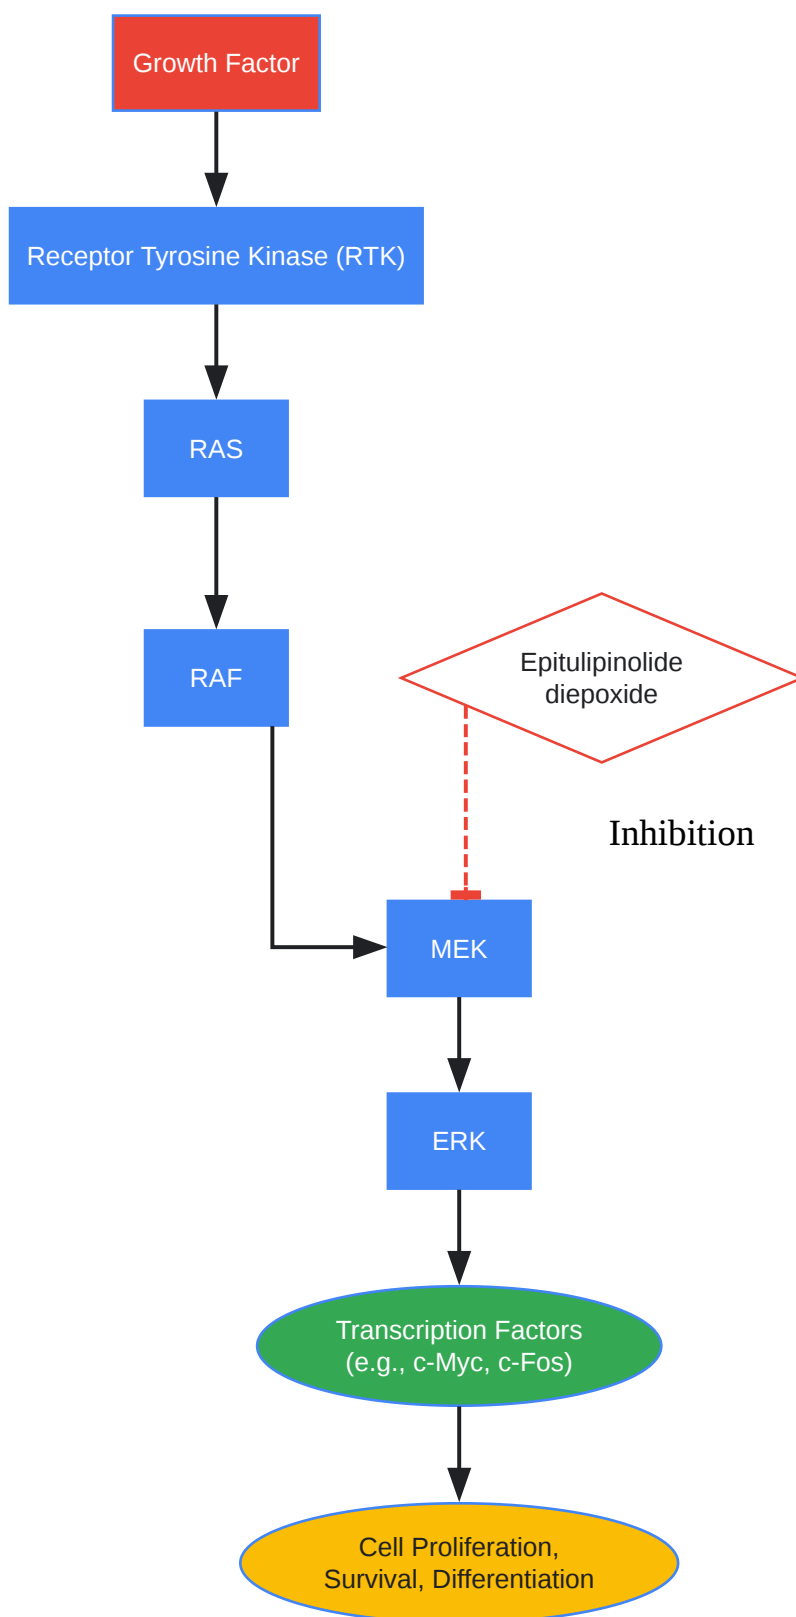 Growth Factor
Receptor Tyrosine Kinase (RTK)
RAS
RAF
Epitulipinolide
diepoxide
Inhibition
MEK
ERK
Transcription Factors
(e.g., c-Myc, c-Fos)
Cell Proliferation,
Survival, Differentiation